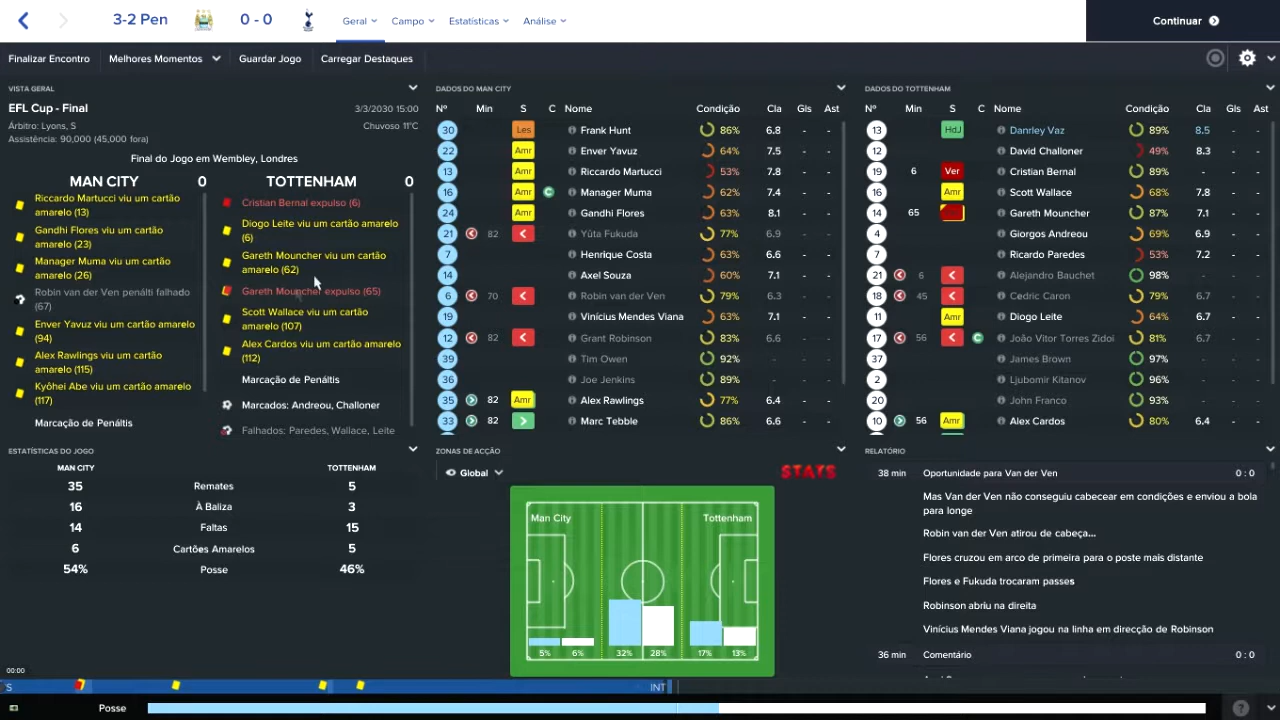 3-2 Pen
0 - 0
Geral
Campo
Estatísticas
Análise
Continuar
Finalizar Encontro
Melhores Momentos
Guardar Jogo
Carregar Destaques
VISTA GERAL
EFL Cup - Final
3/3/2030 15:00
Árbitro: Lyons, S
Chuvoso 11°C
Assistência: 90,000 (45,000 fora)
Final do Jogo em Wembley, Londres
MAN CITY 0
TOTTENHAM 0
Riccardo Martucci viu um cartão
amarelo (13)
Gandhi Flores viu um cartão
amarelo (23)
Manager Muma viu um cartão
amarelo (26)
Robin van der Ven penálti falhado
(67)
Enver Yavuz viu um cartão amarelo
(94)
Alex Rawlings viu um cartão
amarelo (115)
Kyôhei Abe viu um cartão amarelo
(117)
Marcação de Penáltis
Cristian Bernal expulso (6)
Diogo Leite viu um cartão amarelo
(6)
Gareth Mouncher viu um cartão
amarelo (62)
Gareth Mouncher expulso (65)
Scott Wallace viu um cartão
amarelo (107)
Alex Cardos viu um cartão amarelo
(112)
Marcação de Penáltis
Marcados: Andreou, Challoner
Falhados: Paredes, Wallace, Leite
DADOS DO MAN CITY
Nº Min S C Nome Condição Cla Gls Ast
30 Les Frank Hunt 86% 6.8 - -
22 Amr Enver Yavuz 64% 7.5 - -
13 Amr Riccardo Martucci 53% 7.8 - -
16 Amr C Manager Muma 62% 7.4 - -
24 Amr Gandhi Flores 63% 8.1 - -
21 82 Yûta Fukuda 77% 6.9 - -
7 Henrique Costa 63% 6.6 - -
14 Axel Souza 60% 7.1 - -
6 70 Robin van der Ven 79% 6.3 - -
19 Vinícius Mendes Viana 63% 7.1 - -
12 82 Grant Robinson 83% 6.6 - -
39 Tim Owen 92% - - -
36 Joe Jenkins 89% - - -
35 82 Amr Alex Rawlings 77% 6.4 - -
33 82 Marc Tebble 86% 6.6 - -
DADOS DO TOTTENHAM
Nº Min S C Nome Condição Cla Gls Ast
13 HdJ Danrley Vaz 89% 8.5 - -
12 David Challoner 49% 8.3 - -
19 6 Ver Cristian Bernal 89% - - -
16 Amr Scott Wallace 68% 7.8 - -
14 65 Gareth Mouncher 87% 7.1 - -
4 Giorgos Andreou 69% 6.9 - -
7 Ricardo Paredes 53% 7.2 - -
21 6 Alejandro Bauchet 98% - - -
18 45 Cedric Caron 79% 6.7 - -
11 Amr Diogo Leite 64% 6.7 - -
17 56 C João Vitor Torres Zidoi 81% 6.7 - -
37 James Brown 97% - - -
2 Ljubomir Kitanov 96% - - -
20 John Franco 93% - - -
10 56 Amr Alex Cardos 80% 6.4 - -
ESTATÍSTICAS DO JOGO
MAN CITY TOTTENHAM
35 Remates 5
16 À Baliza 3
14 Faltas 15
6 Cartões Amarelos 5
54% Posse 46%
ZONAS DE ACÇÃO
Global
STATS
Man City Tottenham
5% 6% 32% 28% 17% 13%
RELATÓRIO
38 min Oportunidade para Van der Ven 0 : 0
Mas Van der Ven não conseguiu cabecear em condições e enviou a bola
para longe
Robin van der Ven atirou de cabeça...
Flores cruzou em arco de primeira para o poste mais distante
Flores e Fukuda trocaram passes
Robinson abriu na direita
Vinícius Mendes Viana jogou na linha em direcção de Robinson
36 min Comentário 0 : 0
00:00
INT
Posse